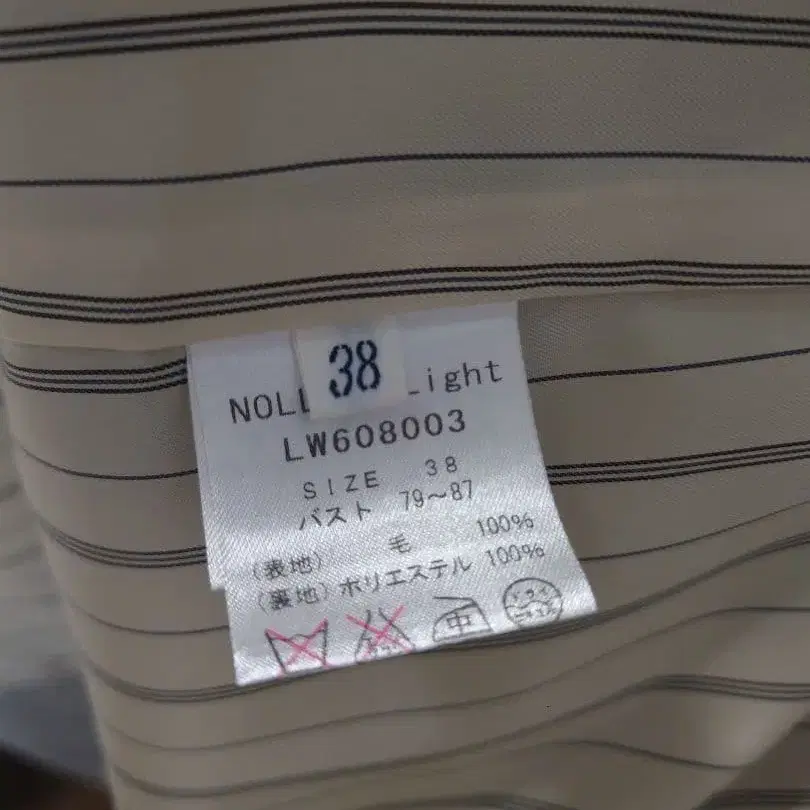 38
NOLL ight
LW608003
SIZE 38
バスト 79~87
(表地) 毛 100%
(裏地) ポリエステル 100%
中